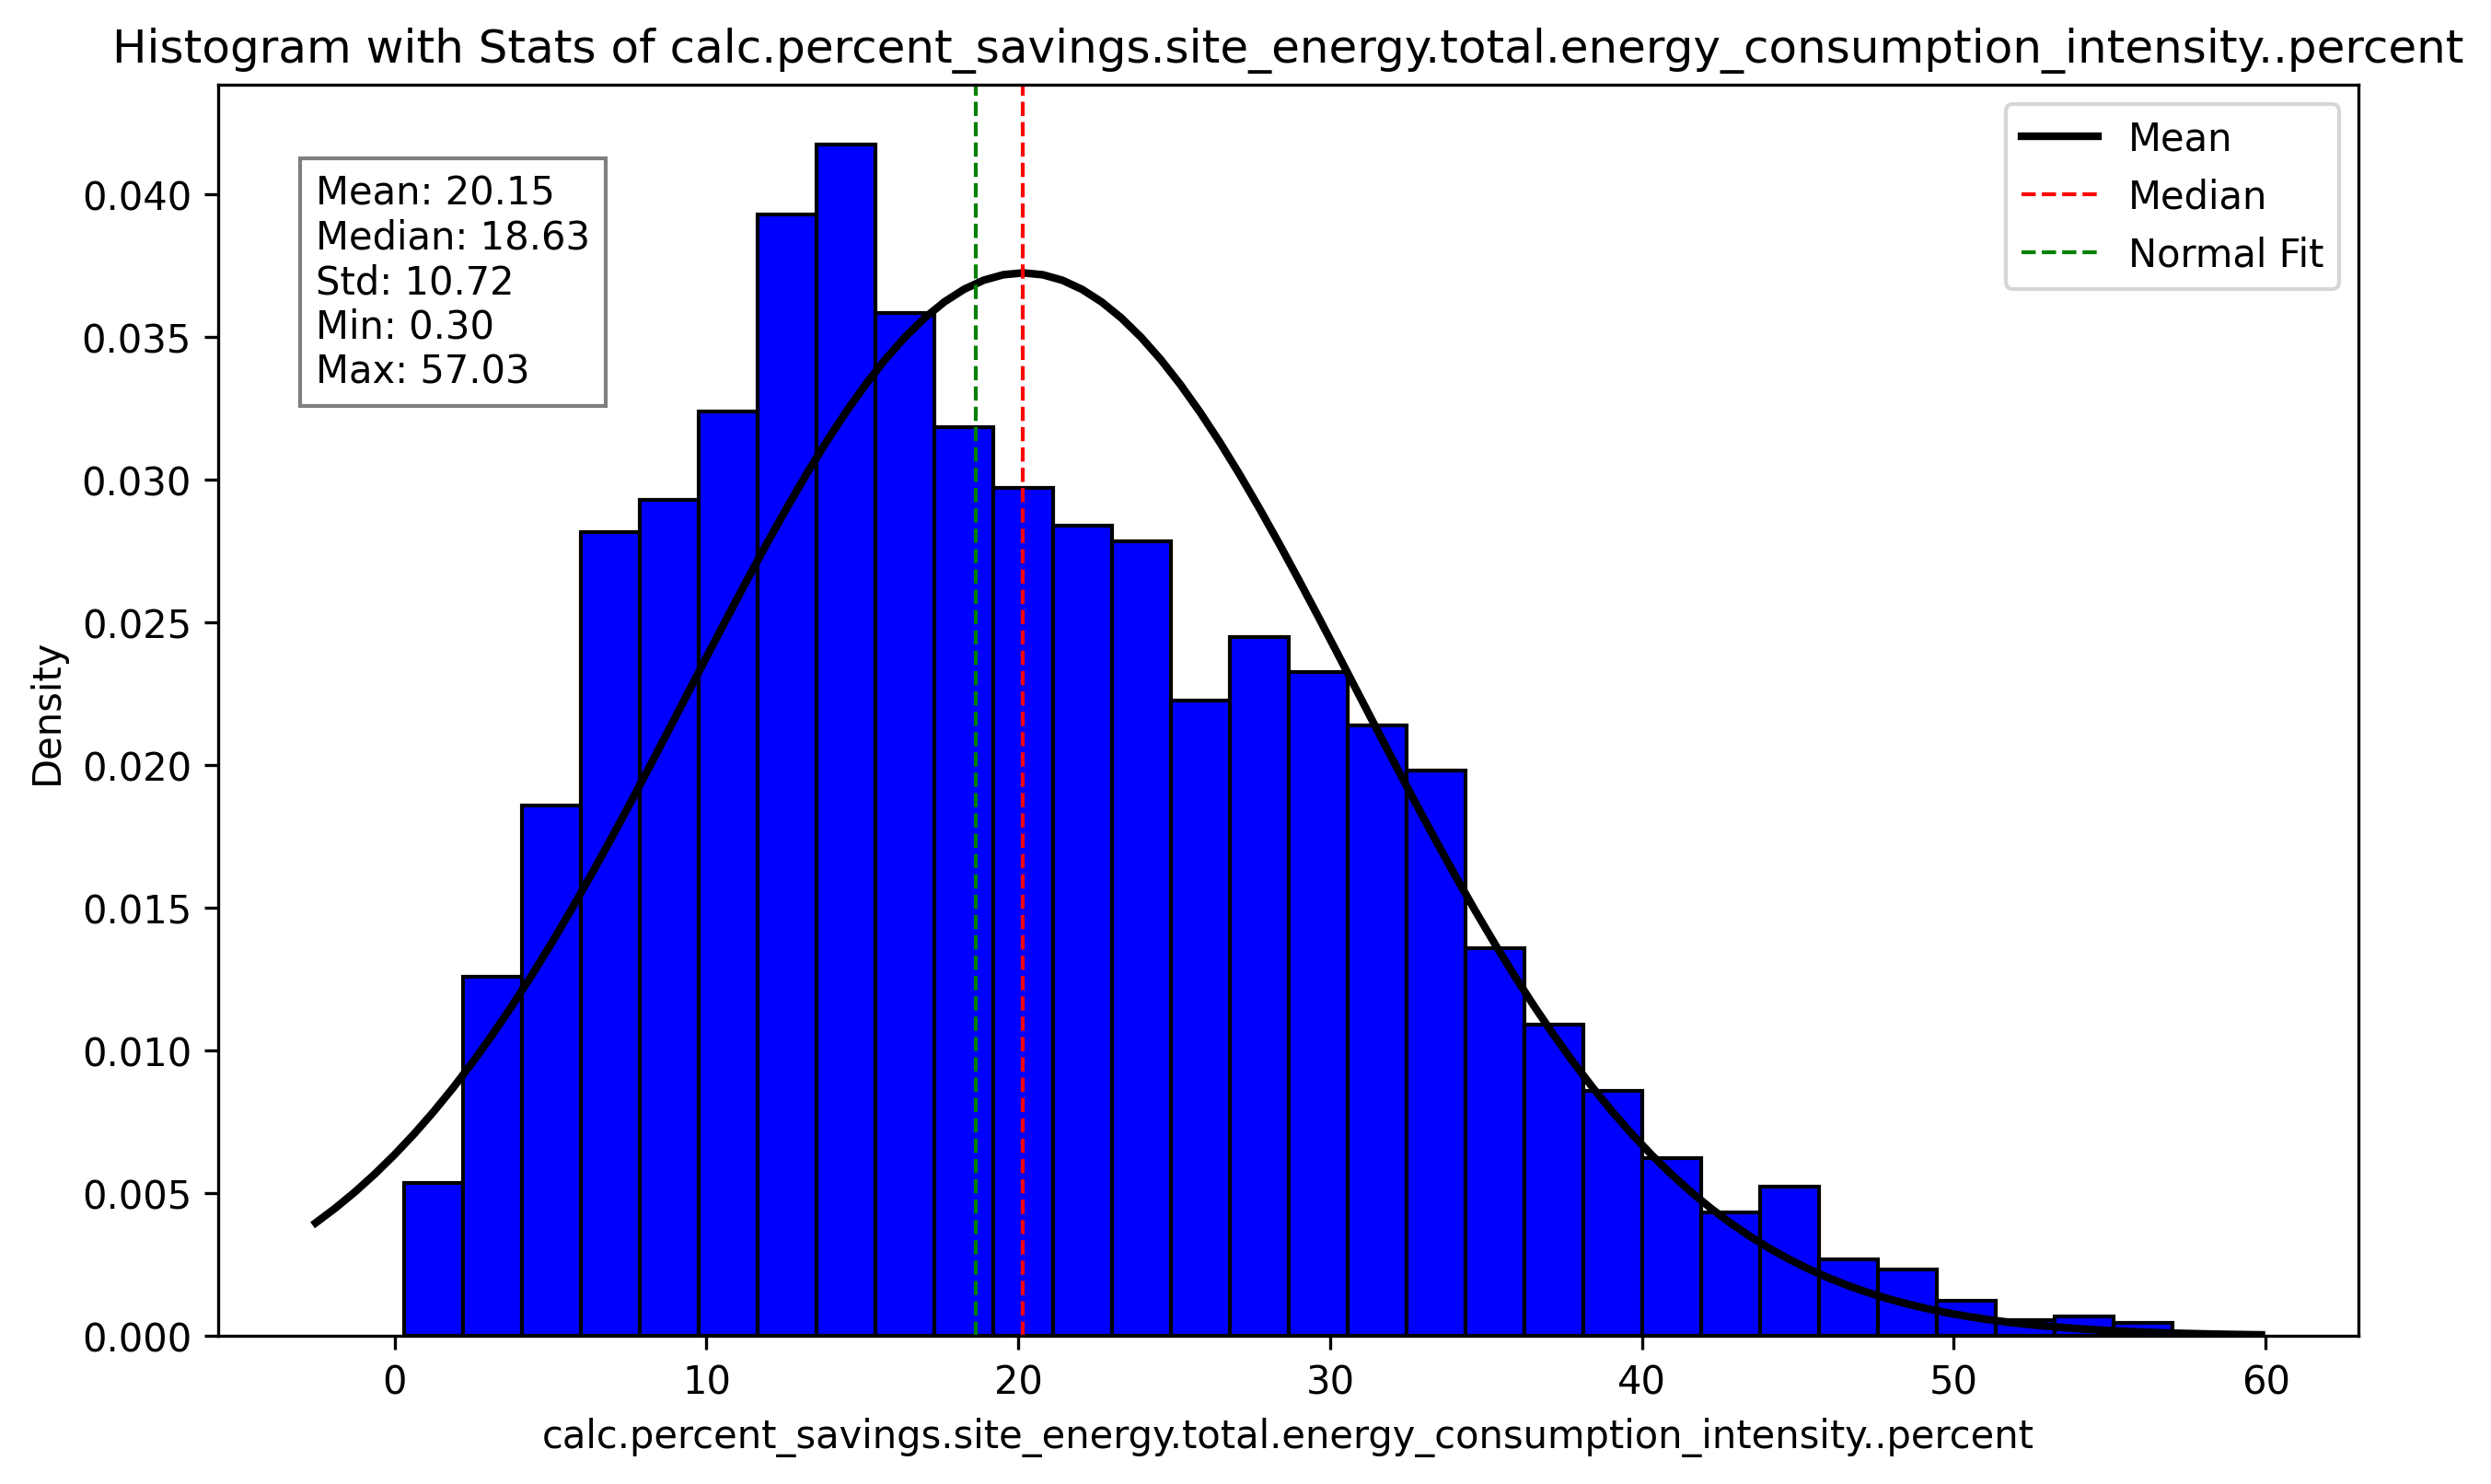 Histogram with Stats of calc.percent_savings.site_energy.total.energy_consumption_intensity..percent
Mean: 20.15
Median: 18.63
Std: 10.72
Min: 0.30
Max: 57.03
Mean
Median
Normal Fit
Density
0.040
0.035
0.030
0.025
0.020
0.015
0.010
0.005
0.000
0 10 20 30 40 50 60
calc.percent_savings.site_energy.total.energy_consumption_intensity..percent